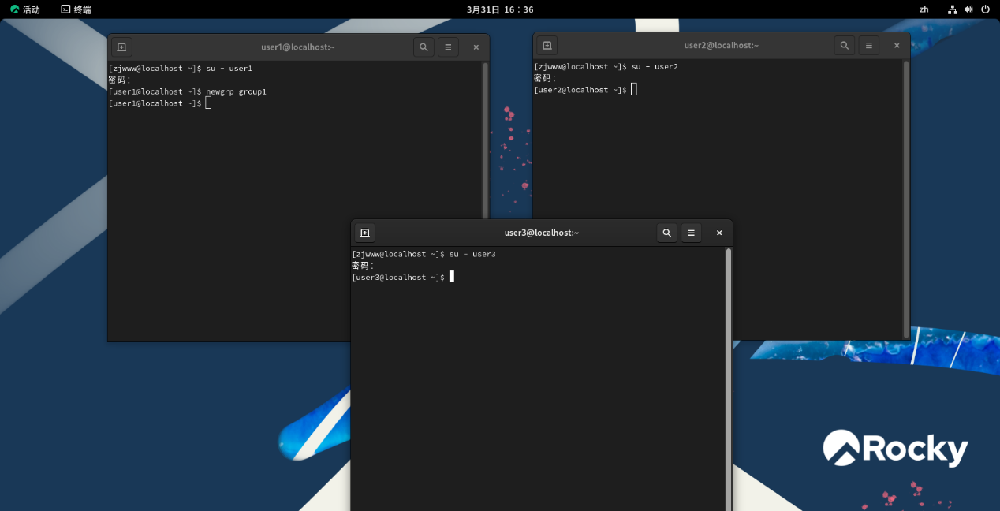 活动 终端 3月31日 16：36 zh
user1@localhost:~
[zjwww@localhost ~]$ su - user1
密码：
[user1@localhost ~]$ newgrp group1
[user1@localhost ~]$
user2@localhost:~
[zjwww@localhost ~]$ su - user2
密码：
[user2@localhost ~]$
user3@localhost:~
[zjwww@localhost ~]$ su - user3
密码：
[user3@localhost ~]$
Rocky